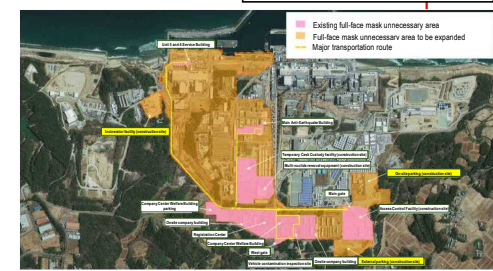 Existing full-face mask unnecessary area
Full-face mask unnecessary area to be expanded
Major transportation route
Unit 5 and 6 Service Building
Incinerator facility (construction site)
Main Anti-Earthquake Building
Temporary Cask Custody facility (construction site)
Multi-nuclide removal equipment (construction site)
On-site parking (construction site)
Main gate
Access Control Facility (construction site)
Company Center Welfare Building
parking
Onsite company building
Registration Center
Company Center Welfare Building
West gate
Vehicle contamination inspection site
Onsite company building
External parking (construction site)